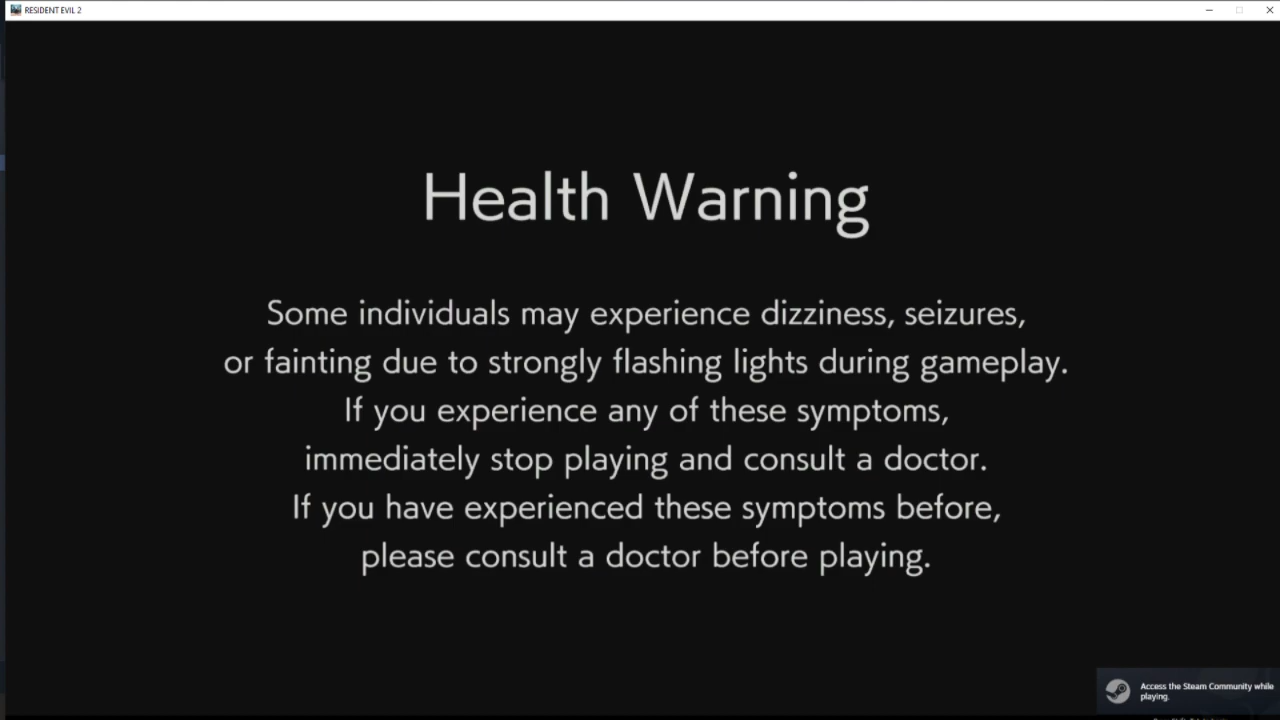 RESIDENT EVIL 2
Health Warning
Some individuals may experience dizziness, seizures,
or fainting due to strongly flashing lights during gameplay.
If you experience any of these symptoms,
immediately stop playing and consult a doctor.
If you have experienced these symptoms before,
please consult a doctor before playing.
Access the Steam Community while
playing.